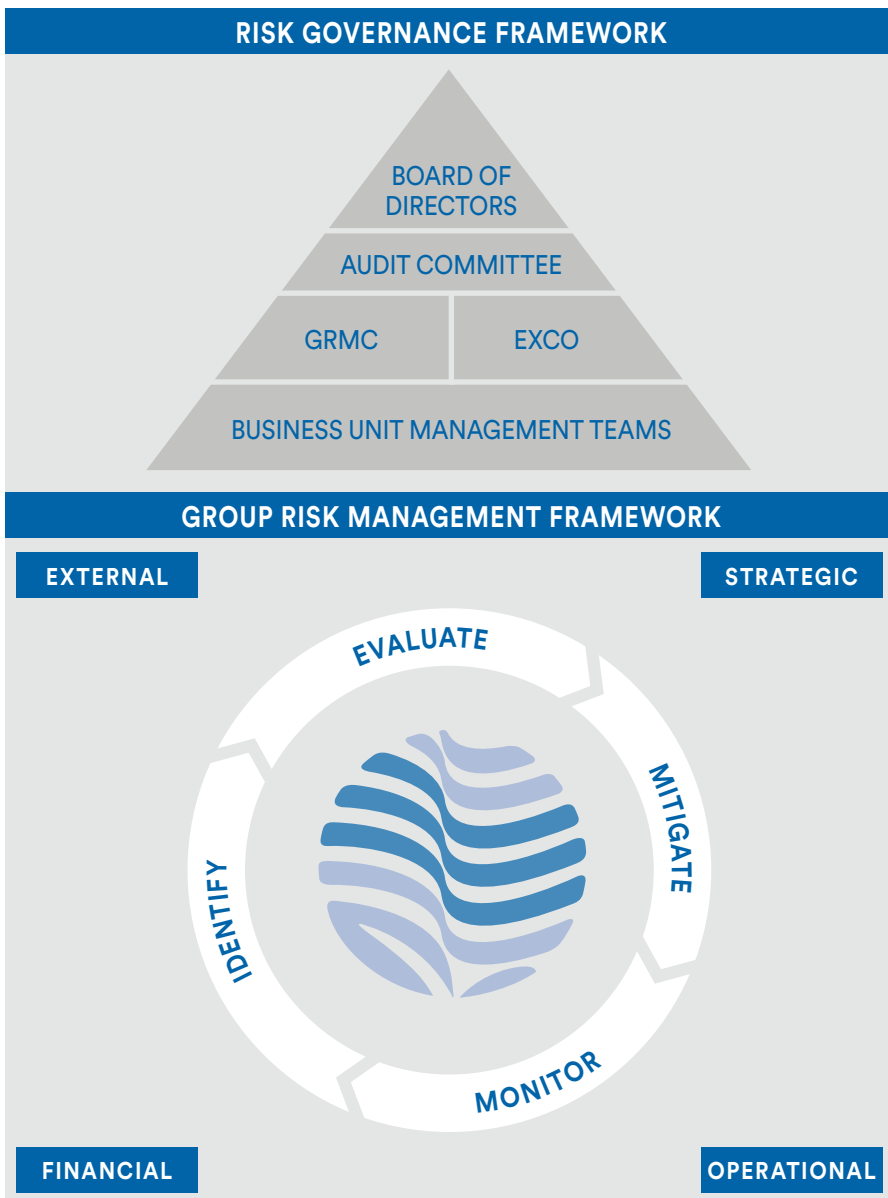 RISK GOVERNANCE FRAMEWORK
BOARD OF
DIRECTORS
AUDIT COMMITTEE
GRMC
EXCO
BUSINESS UNIT MANAGEMENT TEAMS
GROUP RISK MANAGEMENT FRAMEWORK
EXTERNAL
STRATEGIC
EVALUATE
MITIGATE
IDENTIFY
MONITOR
FINANCIAL
OPERATIONAL